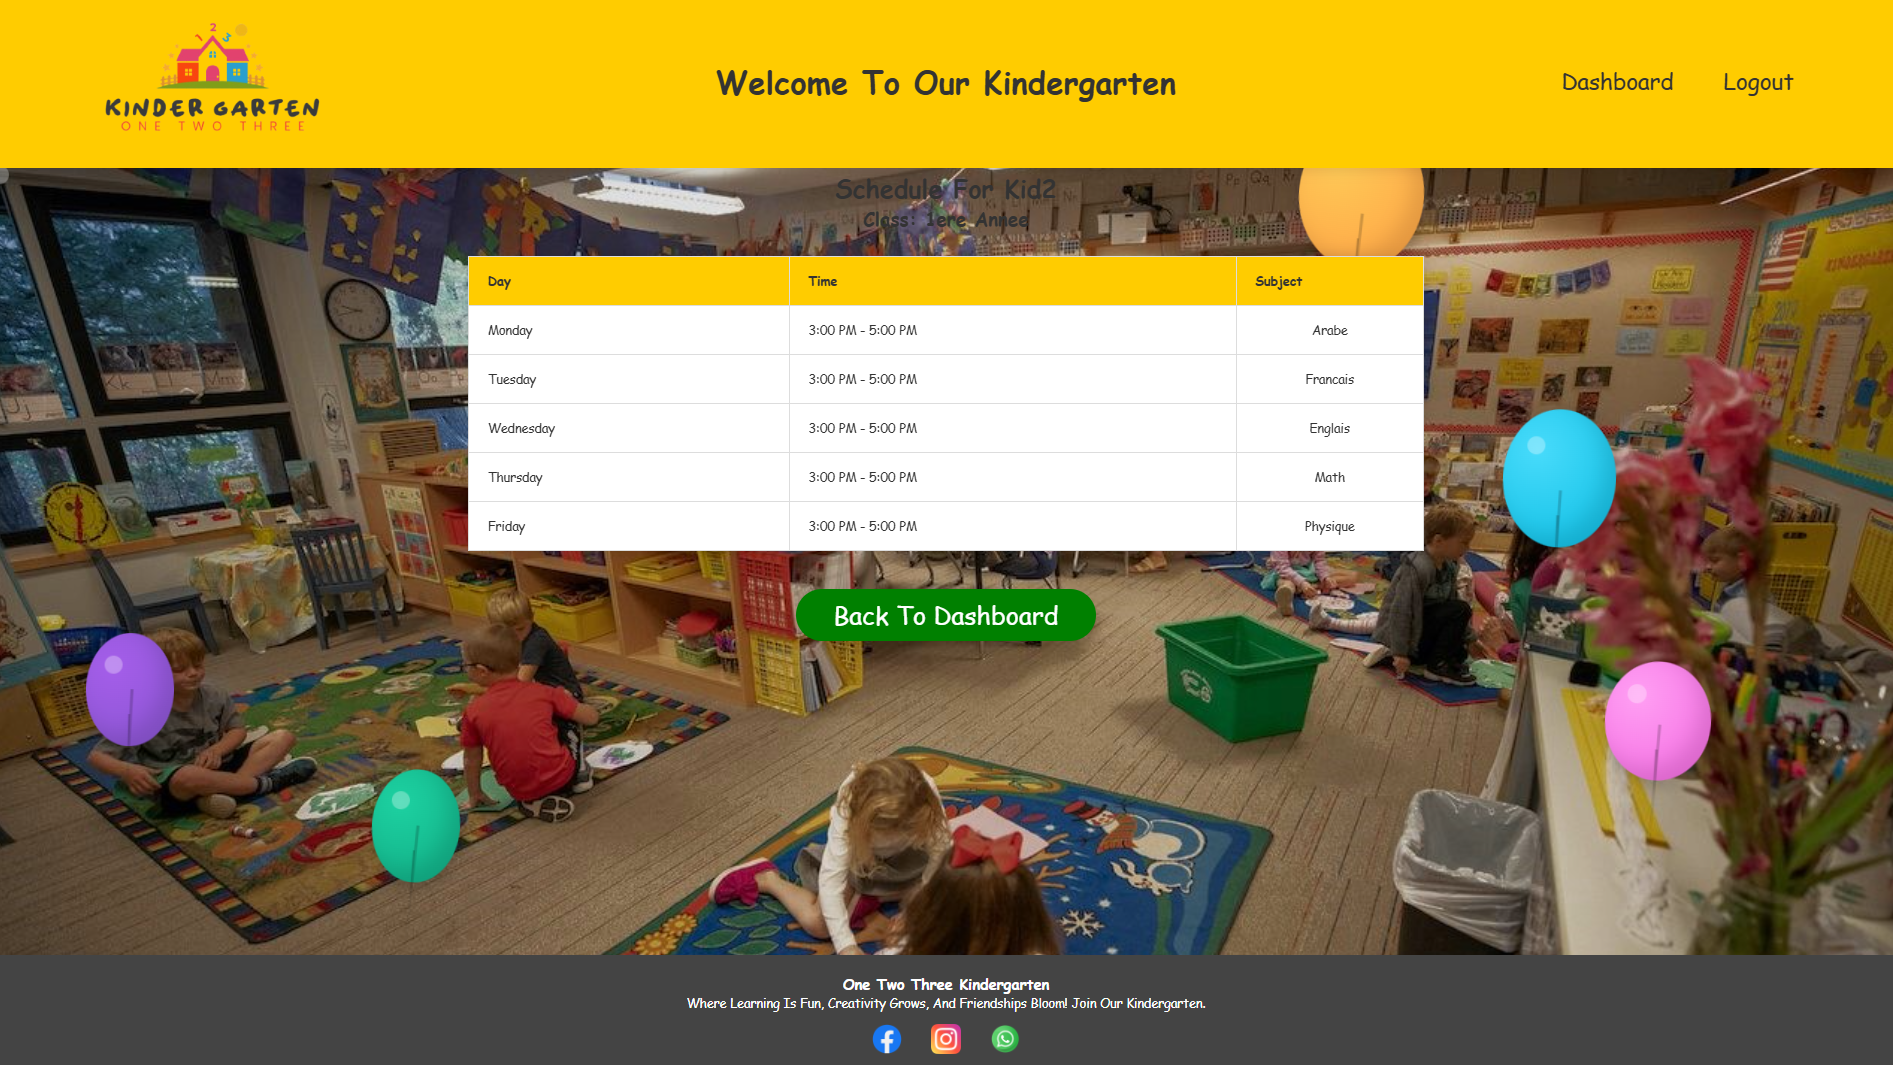 1 2 3
KINDER GARTEN
ONE TWO THREE
Welcome To Our Kindergarten
Dashboard Logout
Schedule For Kid2
Class: 1ere Annee
Day Time Subject
Monday 3:00 PM - 5:00 PM Arabe
Tuesday 3:00 PM - 5:00 PM Francais
Wednesday 3:00 PM - 5:00 PM Englais
Thursday 3:00 PM - 5:00 PM Math
Friday 3:00 PM - 5:00 PM Physique
Back To Dashboard
One Two Three Kindergarten
Where Learning Is Fun, Creativity Grows, And Friendships Bloom! Join Our Kindergarten.